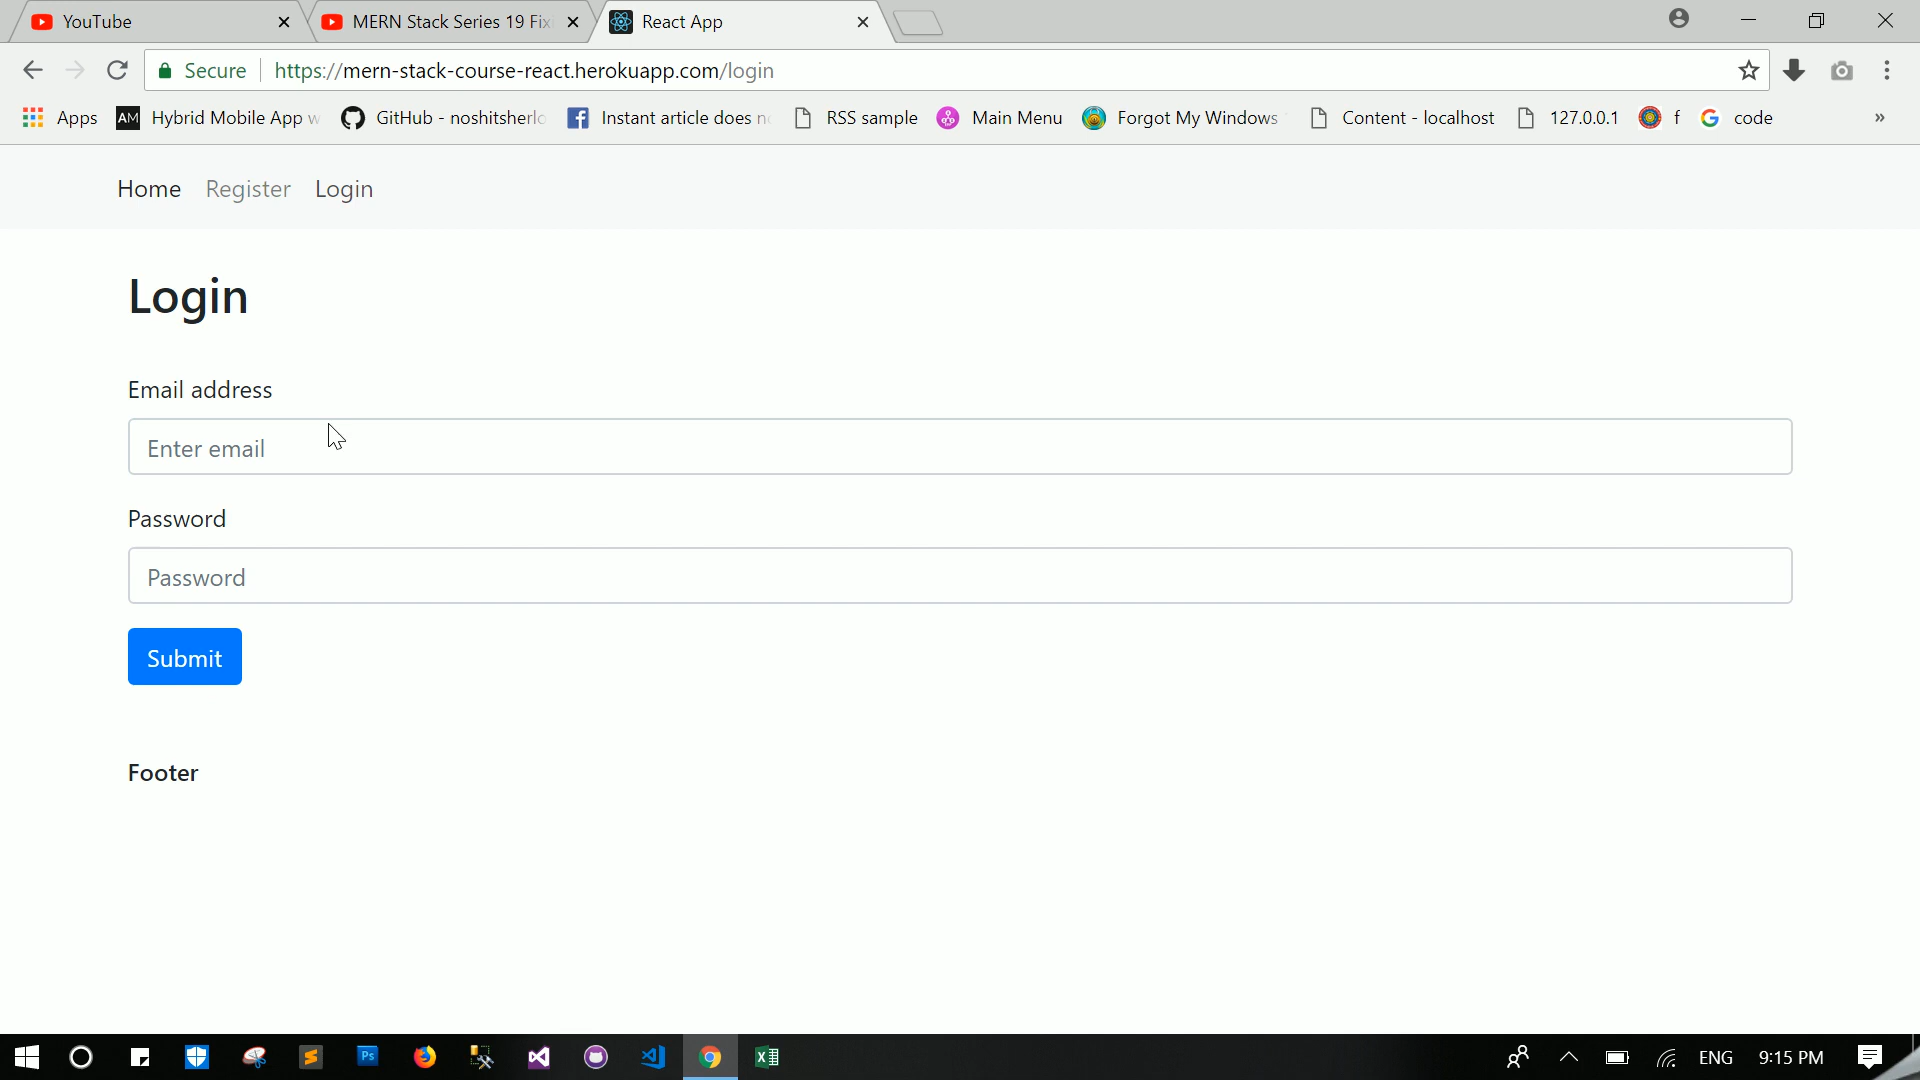 YouTube
MERN Stack Series 19 Fix
React App
Secure
https://mern-stack-course-react.herokuapp.com/login
Apps
AM
Hybrid Mobile App w
GitHub - noshitsherlo
Instant article does n
RSS sample
Main Menu
Forgot My Windows
Content - localhost
127.0.0.1
f
code
»
Home
Register
Login
Login
Email address
Enter email
Password
Password
Submit
Footer
Ps
ENG
9:15 PM